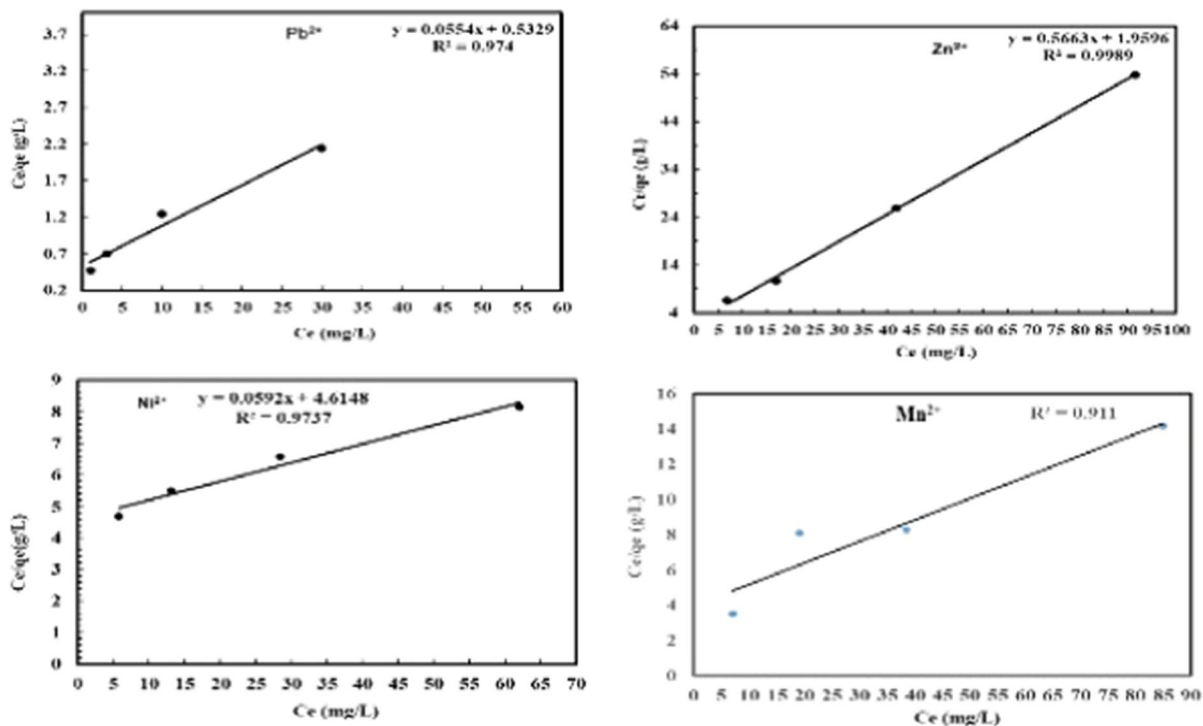 Pb²⁺
y = 0.0554x + 0.5329
R² = 0.974
Ce/qe (g/L)
3.7
3.2
2.7
2.2
1.7
1.2
0.7
0.2
0 5 10 15 20 25 30 35 40 45 50 55 60
Ce (mg/L)
Zn²⁺
y = 0.5663x + 1.9596
R² = 0.9989
Ce/qe (g/L)
64
54
44
34
24
14
4
0 5 10 15 20 25 30 35 40 45 50 55 60 65 70 75 80 85 90 95 100
Ce (mg/L)
Ni²⁺
y = 0.0592x + 4.6148
R² = 0.9737
Ce/qe(g/L)
9
8
7
6
5
4
3
2
1
0
0 5 10 15 20 25 30 35 40 45 50 55 60 65 70
Ce (mg/L)
Mn²⁺
R² = 0.911
Ce/qe (g/L)
16
14
12
10
8
6
4
2
0
0 5 10 15 20 25 30 35 40 45 50 55 60 65 70 75 80 85 90
Ce (mg/L)